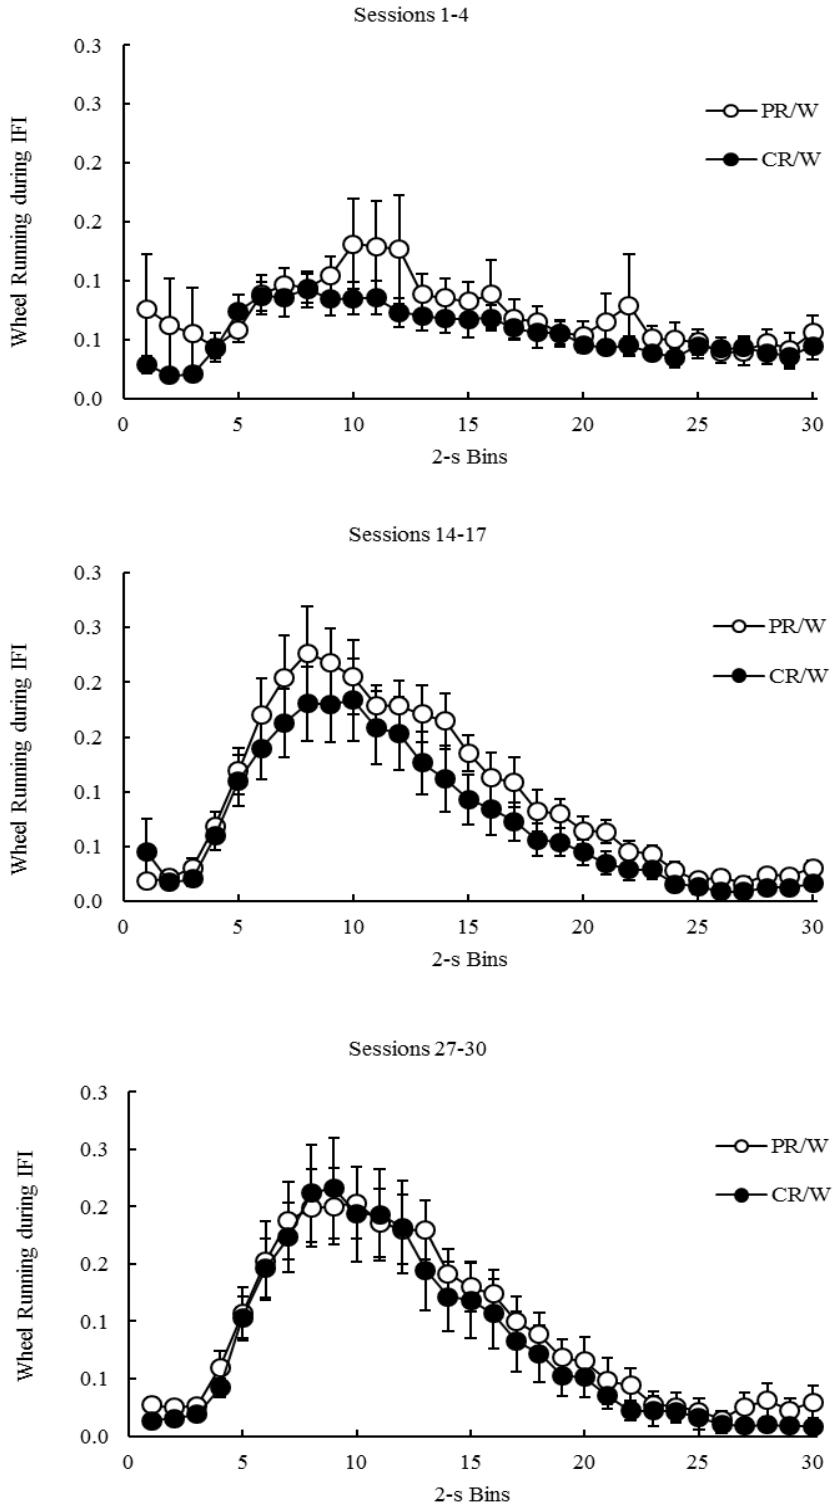 Sessions 1-4
Wheel Running during IFI
0.3
0.3
0.2
0.2
0.1
0.1
0.0
PR/W
CR/W
0 5 10 15 20 25 30
2-s Bins
Sessions 14-17
Wheel Running during IFI
0.3
0.3
0.2
0.2
0.1
0.1
0.0
PR/W
CR/W
0 5 10 15 20 25 30
2-s Bins
Sessions 27-30
Wheel Running during IFI
0.3
0.3
0.2
0.2
0.1
0.1
0.0
PR/W
CR/W
0 5 10 15 20 25 30
2-s Bins